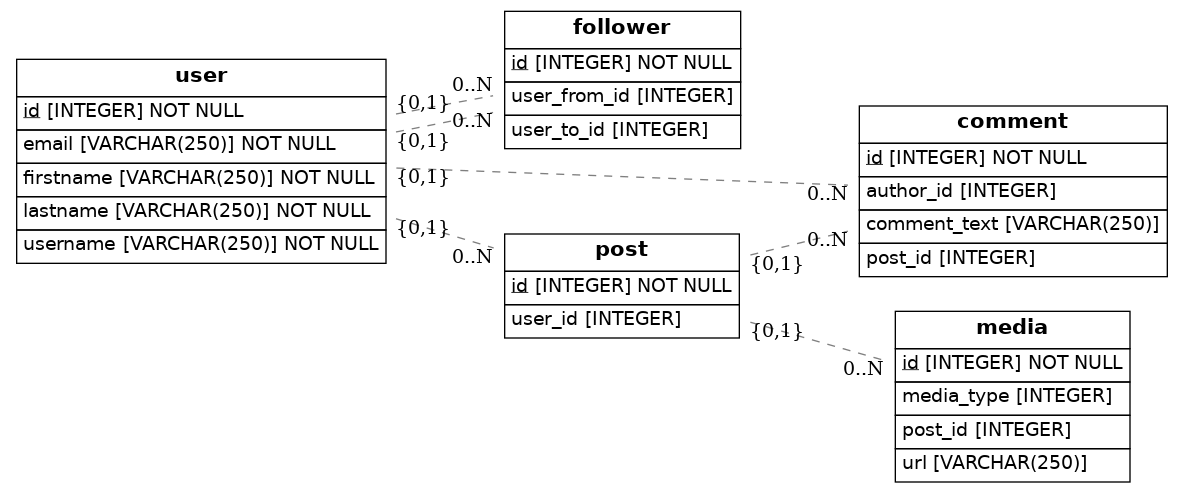 user
id [INTEGER] NOT NULL
email [VARCHAR(250)] NOT NULL
firstname [VARCHAR(250)] NOT NULL
lastname [VARCHAR(250)] NOT NULL
username [VARCHAR(250)] NOT NULL
{0,1}
0..N
{0,1}
0..N
{0,1}
0..N
{0,1}
0..N
follower
id [INTEGER] NOT NULL
user_from_id [INTEGER]
user_to_id [INTEGER]
post
id [INTEGER] NOT NULL
user_id [INTEGER]
{0,1}
0..N
{0,1}
0..N
comment
id [INTEGER] NOT NULL
author_id [INTEGER]
comment_text [VARCHAR(250)]
post_id [INTEGER]
media
id [INTEGER] NOT NULL
media_type [INTEGER]
post_id [INTEGER]
url [VARCHAR(250)]